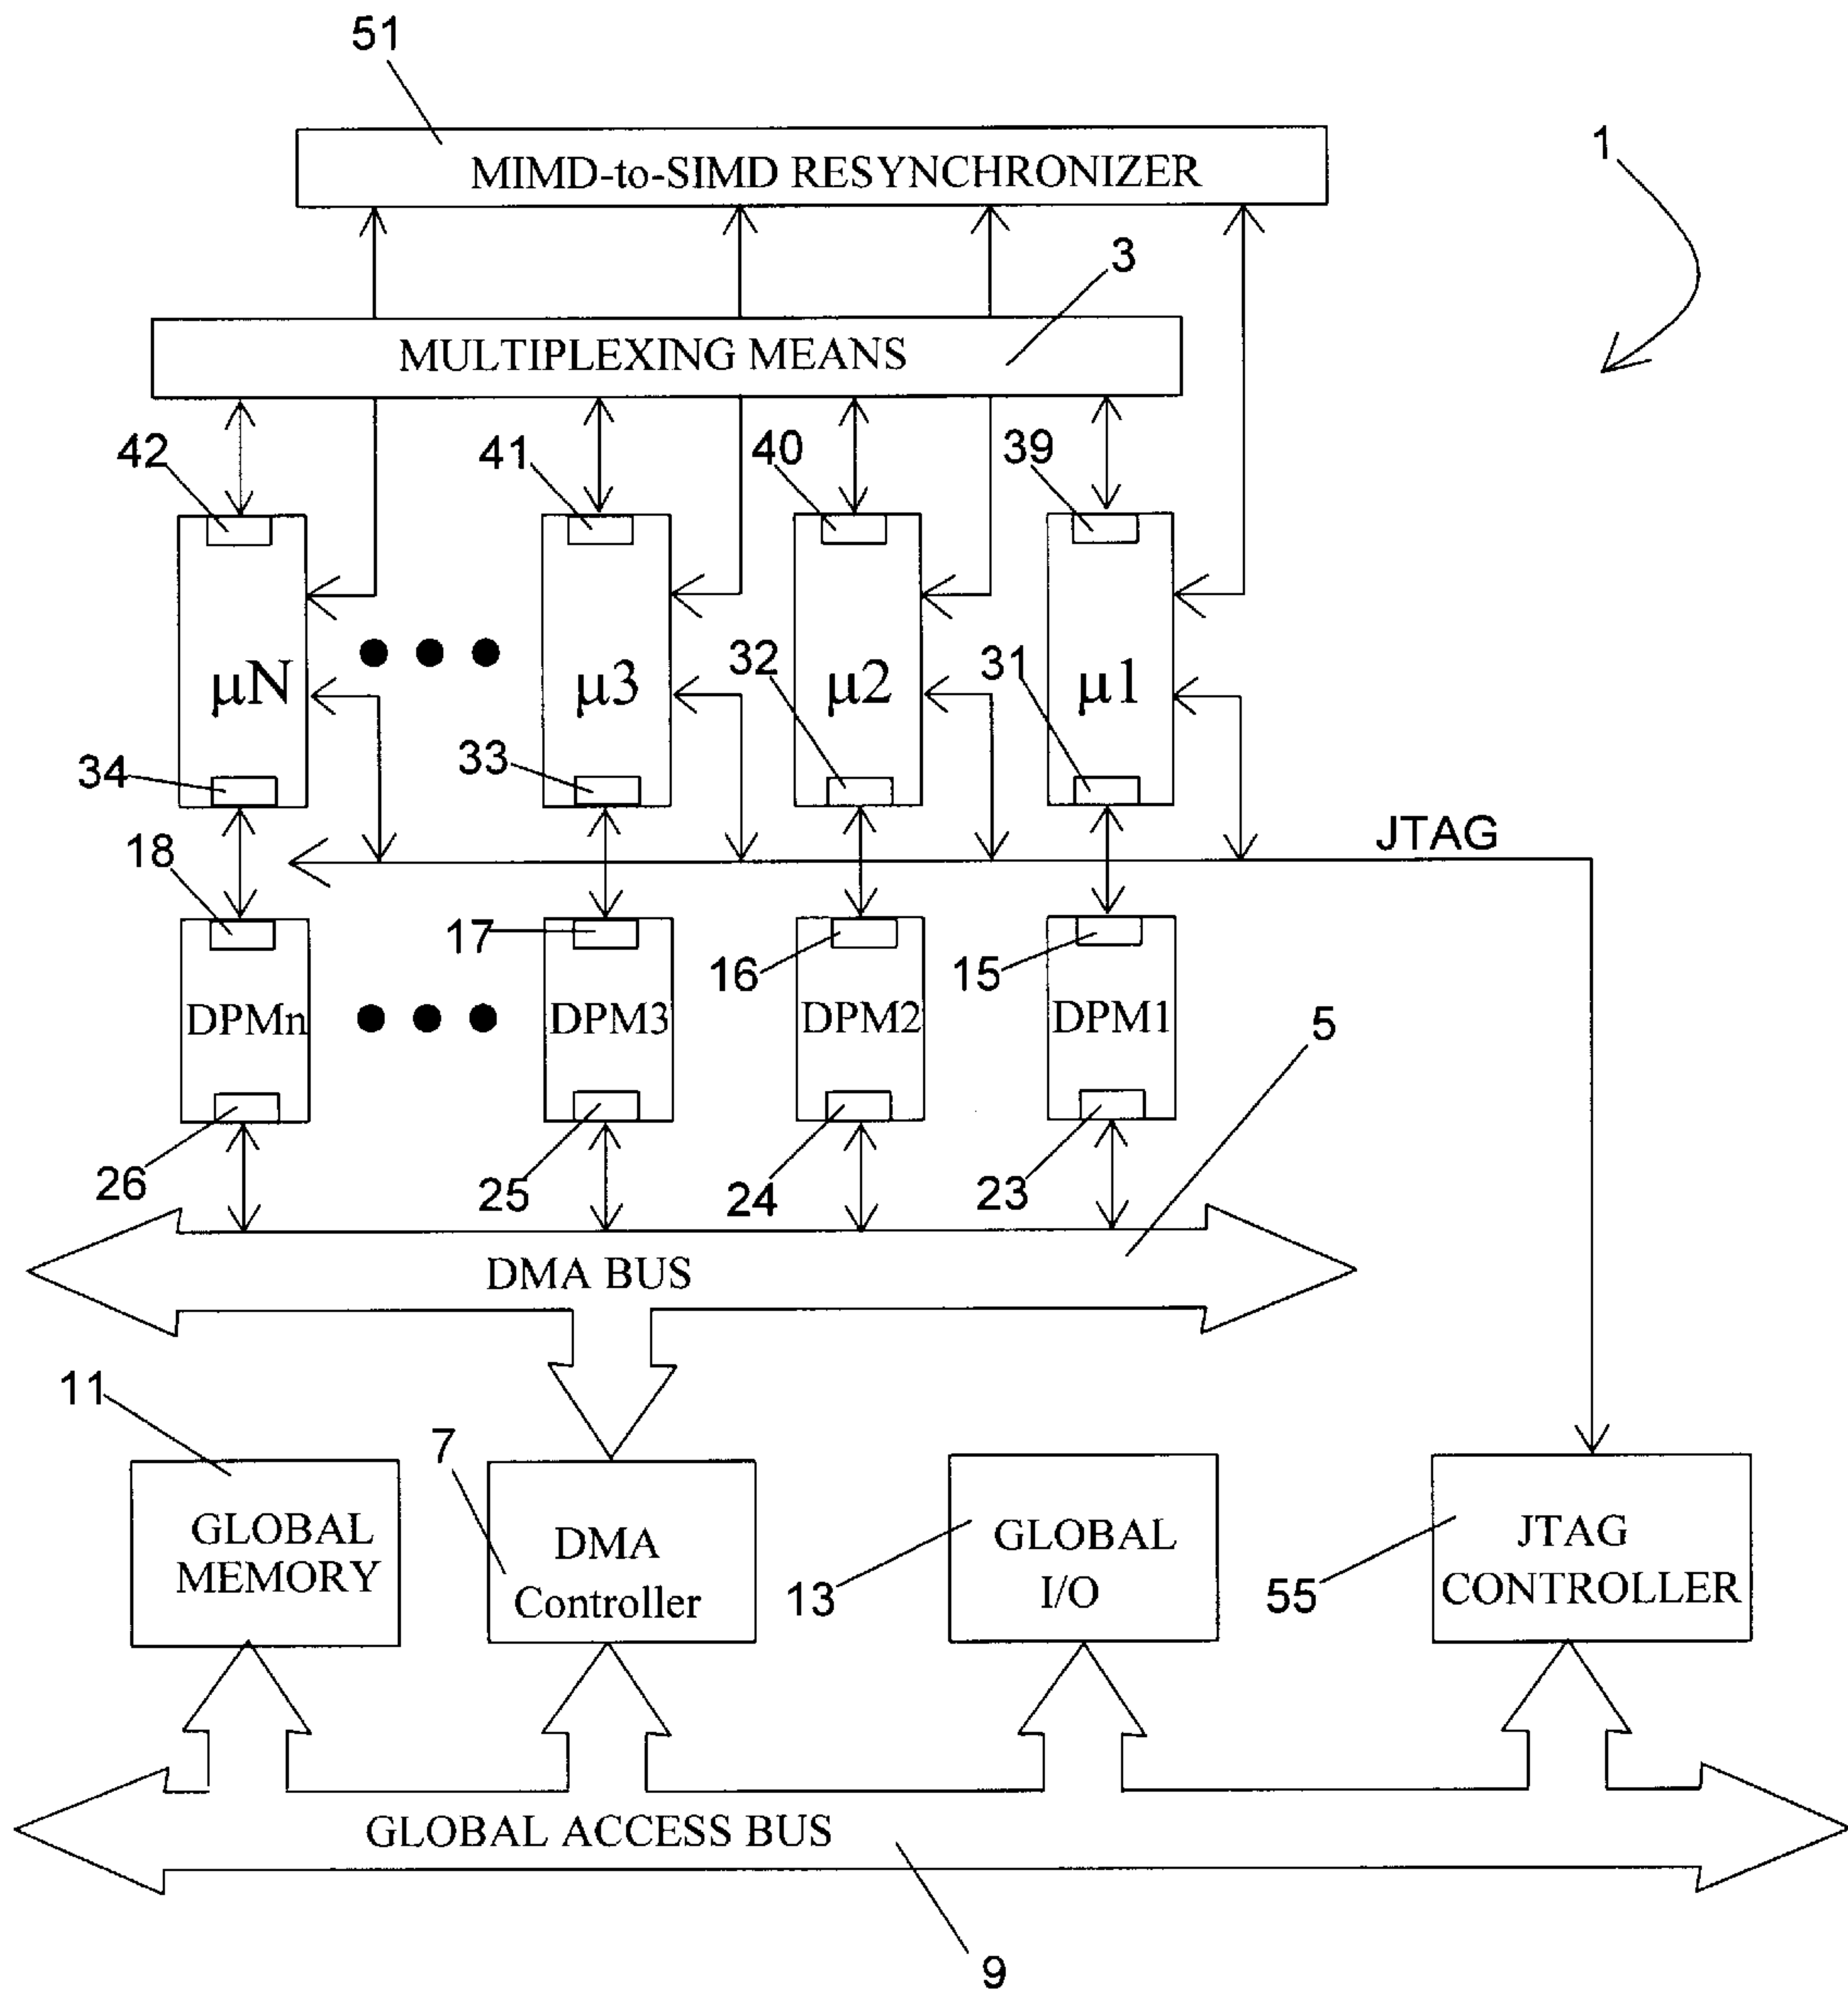 51
1
MIMD-to-SIMD RESYNCHRONIZER
3
MULTIPLEXING MEANS
42
41
40
39
μN
μ3
μ2
μ1
32
31
34
33
JTAG
18
17
16
15
DPMn
DPM3
DPM2
DPM1
5
26
25
24
23
DMA BUS
11
7
GLOBAL
MEMORY
DMA
Controller
13
GLOBAL
I/O
55
JTAG
CONTROLLER
GLOBAL ACCESS BUS
9